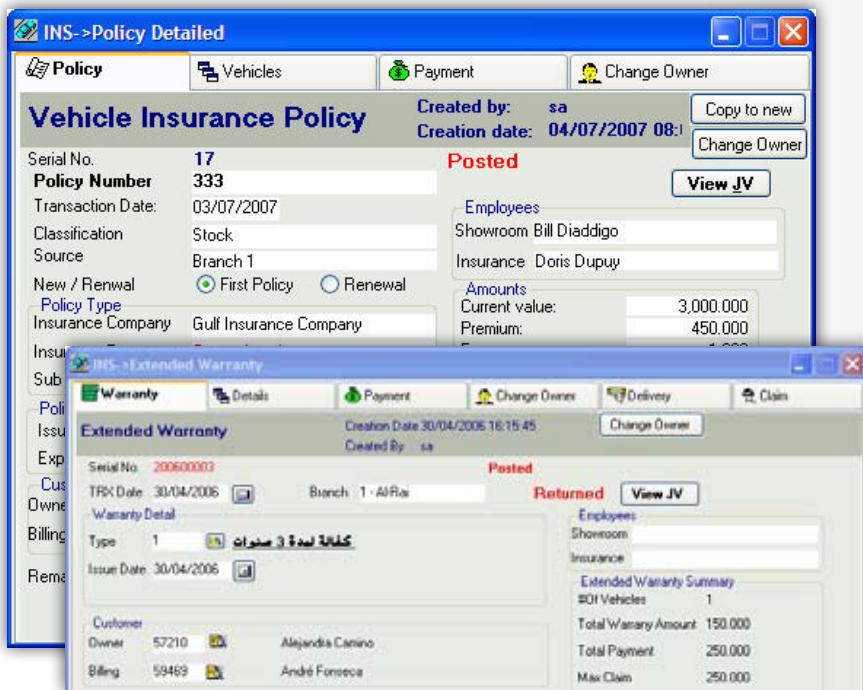 INS->Policy Detailed
Policy Vehicles Payment Change Owner
Vehicle Insurance Policy
Created by: sa
Creation date: 04/07/2007 08:
Copy to new
Change Owner
Serial No. 17
Posted
Policy Number 333
View JV
Transaction Date: 03/07/2007
Employees
Classification Stock
Showroom Bill Diaddigo
Source Branch 1
Insurance Doris Dupuy
New / Renwal First Policy Renewal
Amounts
Policy Type
Current value: 3,000.000
Insurance Company Gulf Insurance Company
Premium: 450.000
Sub
INS->Extended Warranty
Warranty Details Payment Change Owner Delivery Claim
Extended Warranty
Creation Date 30/04/2006 16:15:45
Created By sa
Change Owner
Serial No. 200600003
Posted
TRX Date 30/04/2006
Branch 1 - Al-Rai
Returned
View JV
Warranty Detail
Employees
Type 1 كفالة لمدة 3 سنوات
Showroom
Issue Date 30/04/2006
Insurance
Extended Warranty Summary
#Of Vehicles 1
Customer
Total Warrany Amount 150.000
Owner 57210 Alejandra Camino
Total Payment 250.000
Billing 59469 André Fonseca
Max Claim 250.000